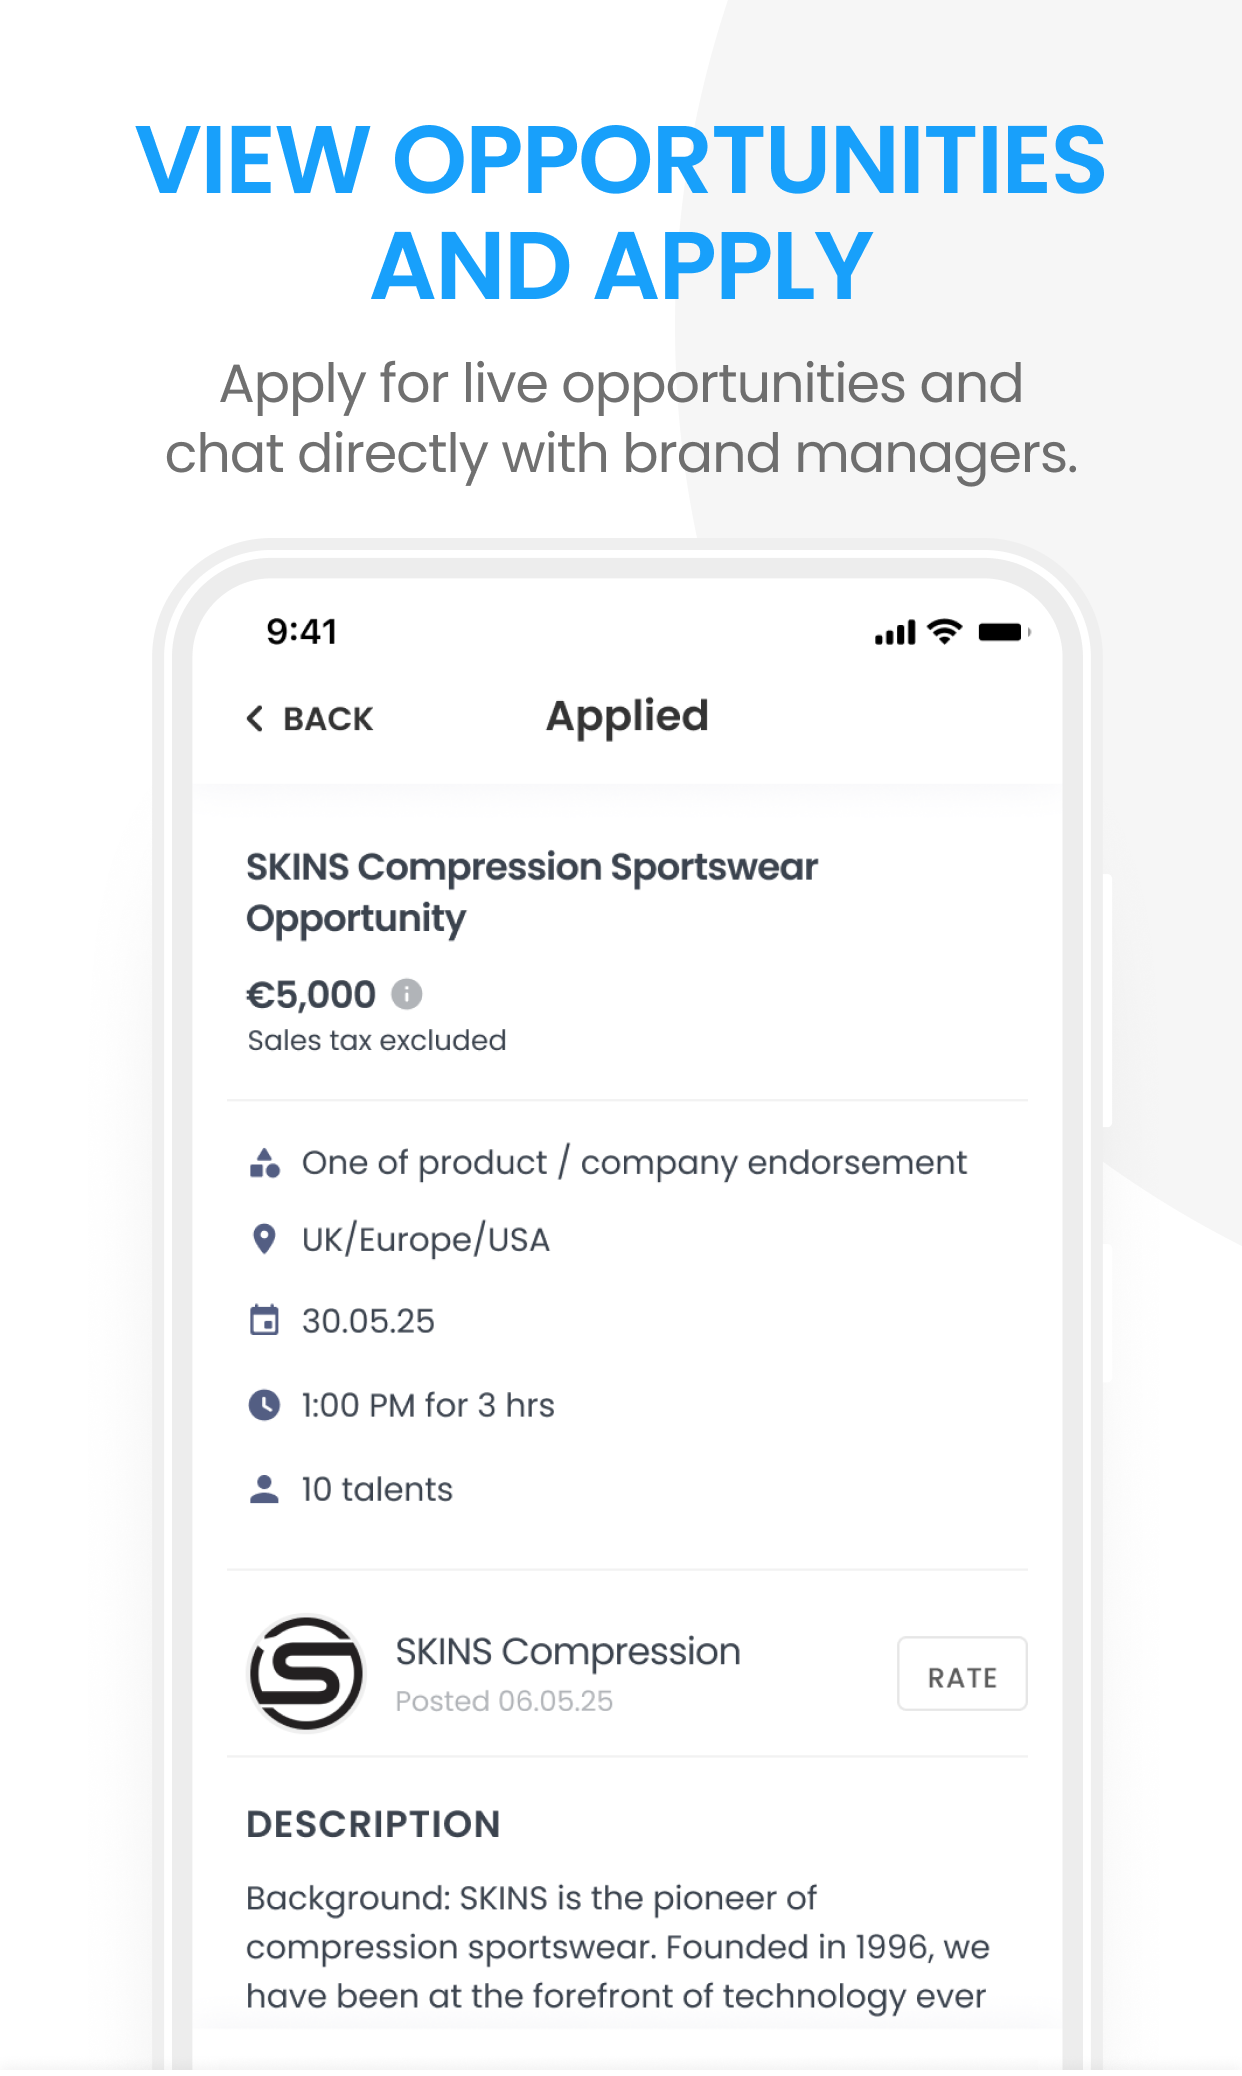 VIEW OPPORTUNITIES
AND APPLY
Apply for live opportunities and
chat directly with brand managers.
9:41
BACK
Applied
SKINS Compression Sportswear
Opportunity
€5,000
Sales tax excluded
One of product / company endorsement
UK/Europe/USA
30.05.25
1:00 PM for 3 hrs
10 talents
SKINS Compression
Posted 06.05.25
RATE
DESCRIPTION
Background: SKINS is the pioneer of
compression sportswear. Founded in 1996, we
have been at the forefront of technology ever